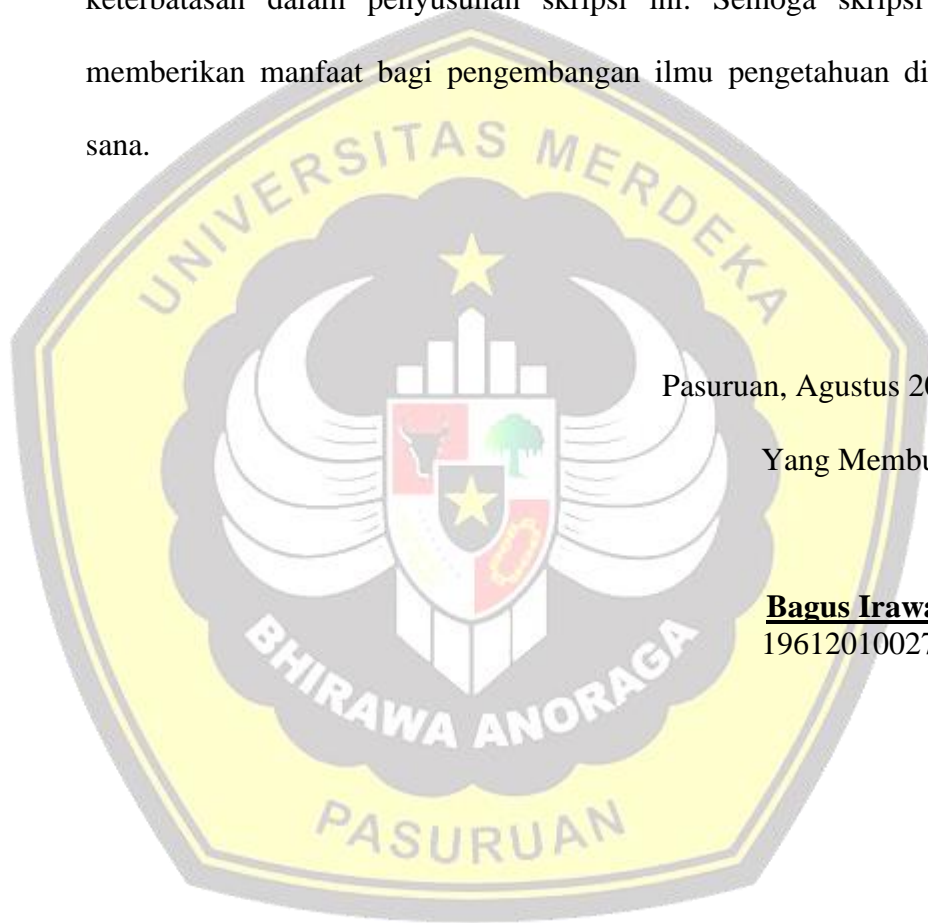 keterbatasan dalam penyusunan skripsi ini. Semoga skripsi
memberikan manfaat bagi pengembangan ilmu pengetahuan di
sana.
UNIVERSITAS MERDEKA
Pasuruan, Agustus 20
Yang Membu
Bagus Irawa
19612010027
BHIRAWA ANORAGA
PASURUAN